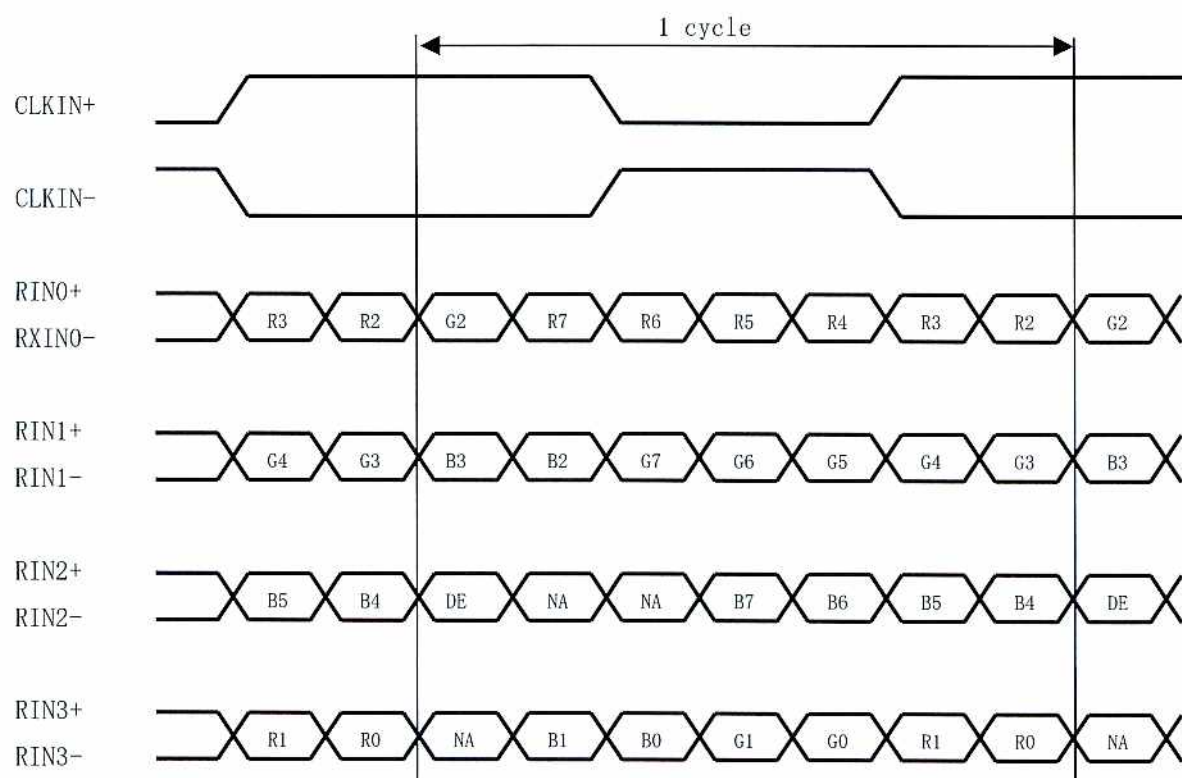 1 cycle
CLKIN+
CLKIN-
RIN0+
R3 R2 G2 R7 R6 R5 R4 R3 R2 G2
RXIN0-
RIN1+
G4 G3 B3 B2 G7 G6 G5 G4 G3 B3
RIN1-
RIN2+
B5 B4 DE NA NA B7 B6 B5 B4 DE
RIN2-
RIN3+
R1 R0 NA B1 B0 G1 G0 R1 R0 NA
RIN3-